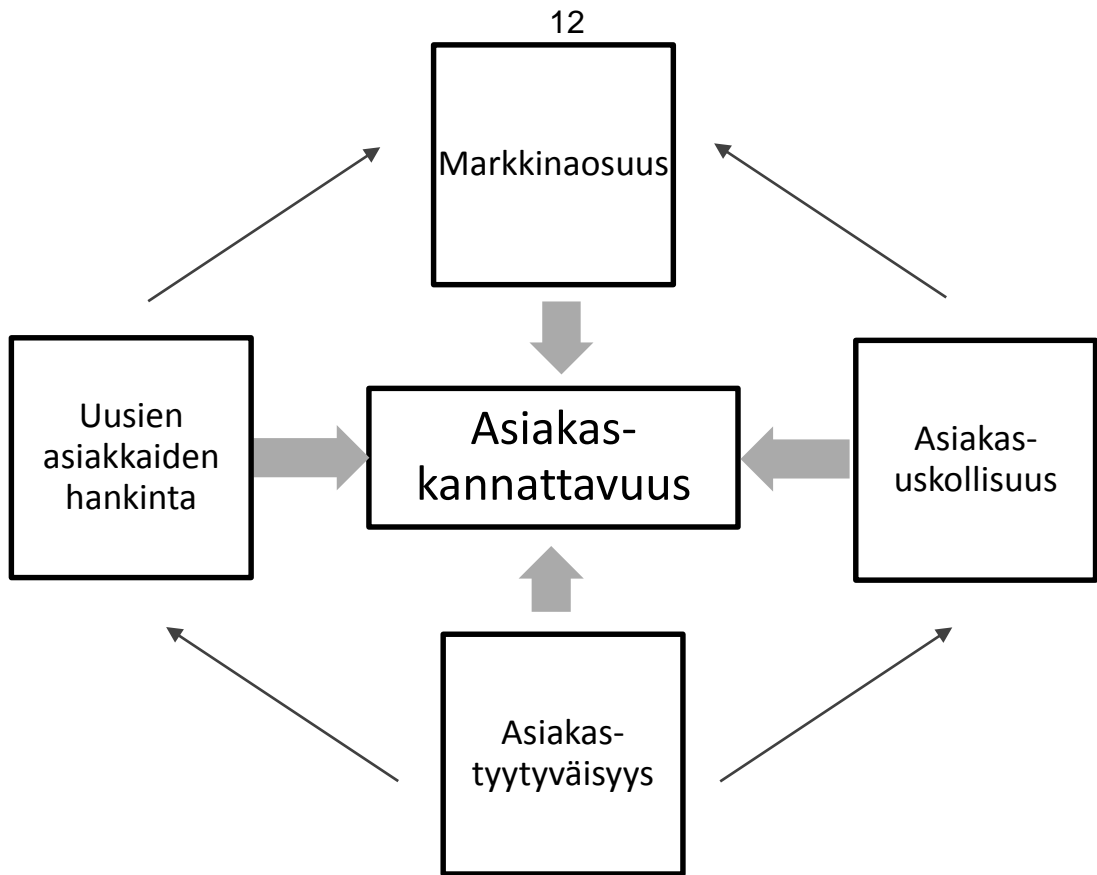 12
Markkinaosuus
Uusien
asiakkaiden
hankinta
Asiakas-
kannattavuus
Asiakas-
uskollisuus
Asiakas-
tyytyväisyys